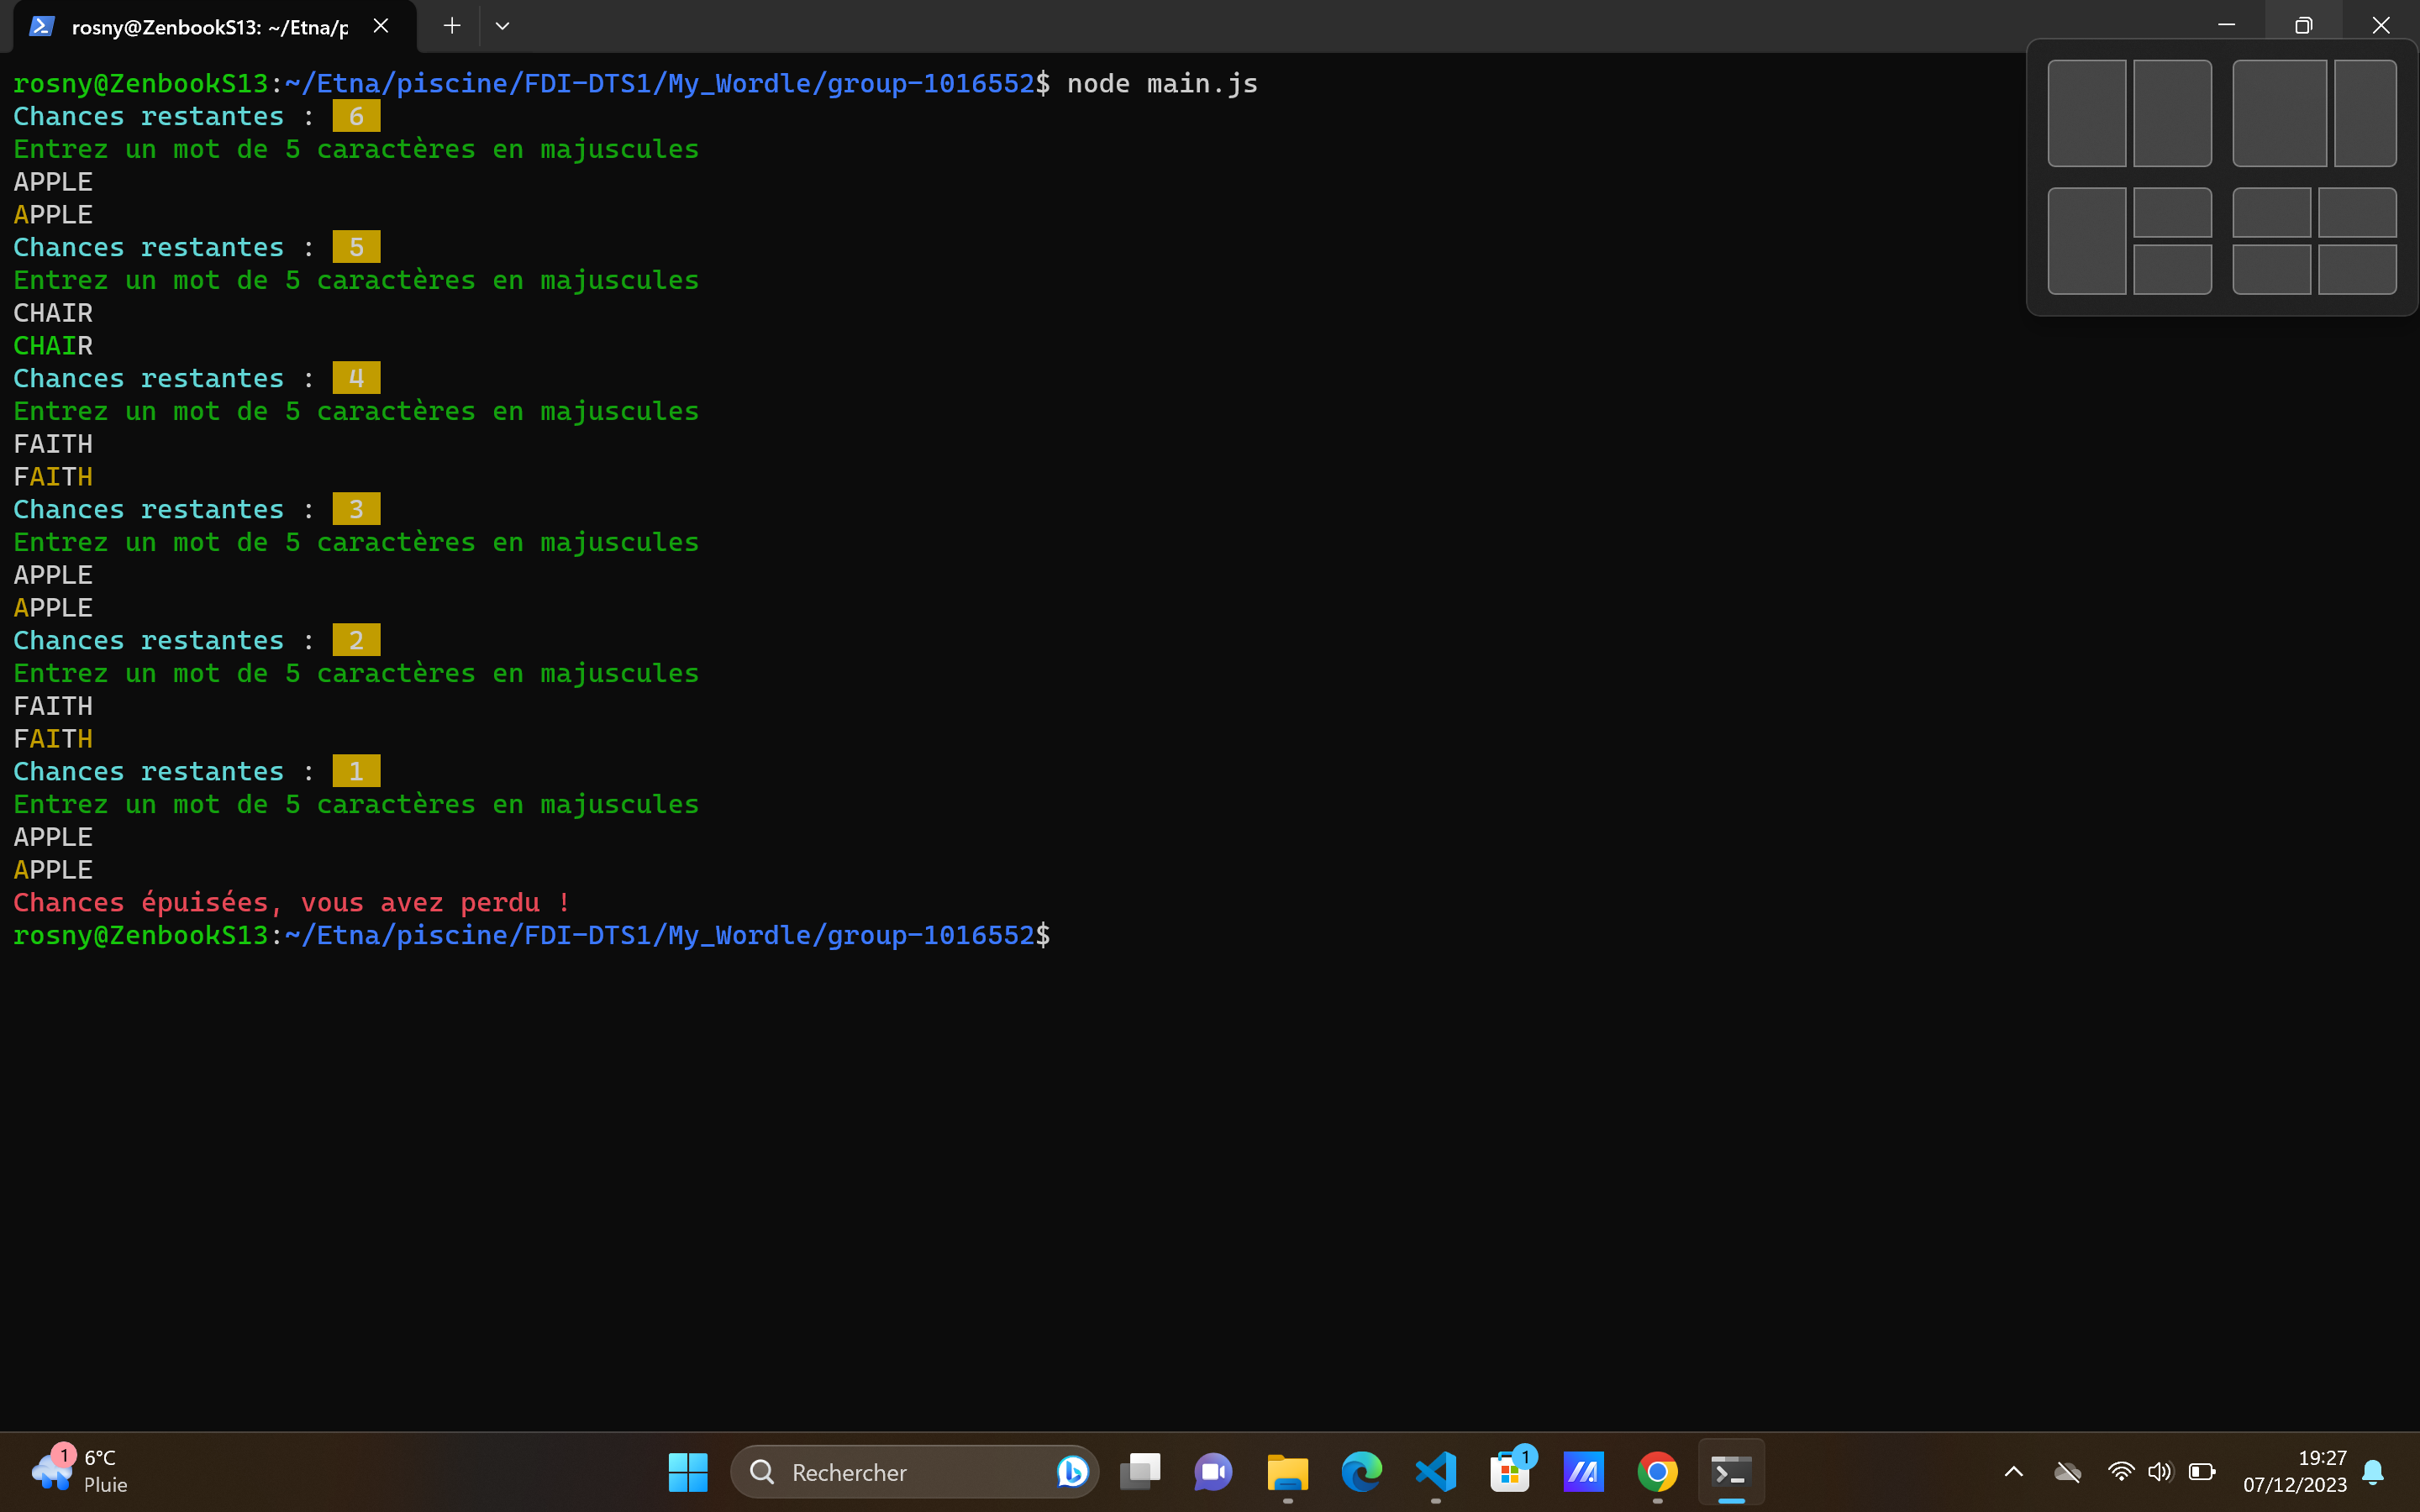 rosny@ZenbookS13: ~/Etna/p
rosny@ZenbookS13:~/Etna/piscine/FDI-DTS1/My_Wordle/group-1016552$ node main.js
Chances restantes : 6
Entrez un mot de 5 caractères en majuscules
APPLE
APPLE
Chances restantes : 5
Entrez un mot de 5 caractères en majuscules
CHAIR
CHAIR
Chances restantes : 4
Entrez un mot de 5 caractères en majuscules
FAITH
FAITH
Chances restantes : 3
Entrez un mot de 5 caractères en majuscules
APPLE
APPLE
Chances restantes : 2
Entrez un mot de 5 caractères en majuscules
FAITH
FAITH
Chances restantes : 1
Entrez un mot de 5 caractères en majuscules
APPLE
APPLE
Chances épuisées, vous avez perdu !
rosny@ZenbookS13:~/Etna/piscine/FDI-DTS1/My_Wordle/group-1016552$
1
6°C
Pluie
Rechercher
1
19:27
07/12/2023